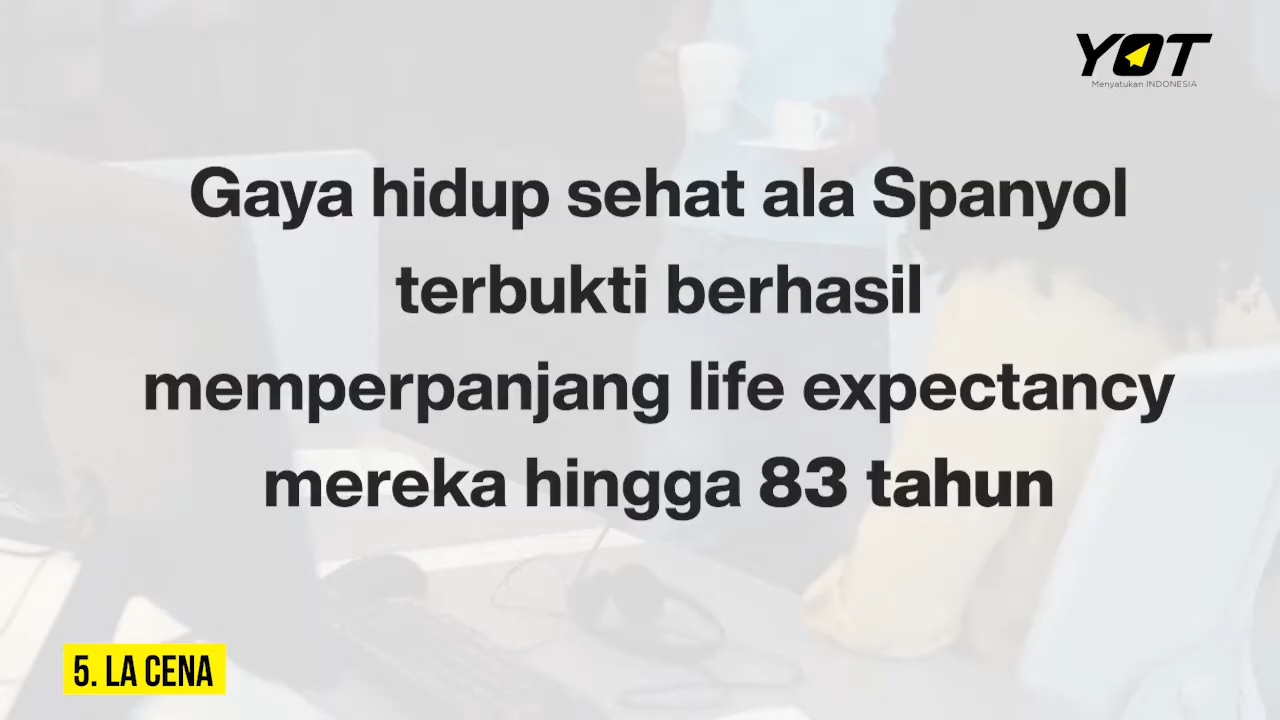 YOT
Menyatukan INDONESIA
Gaya hidup sehat ala Spanyol
terbukti berhasil
memperpanjang life expectancy
mereka hingga 83 tahun
5. LA CENA